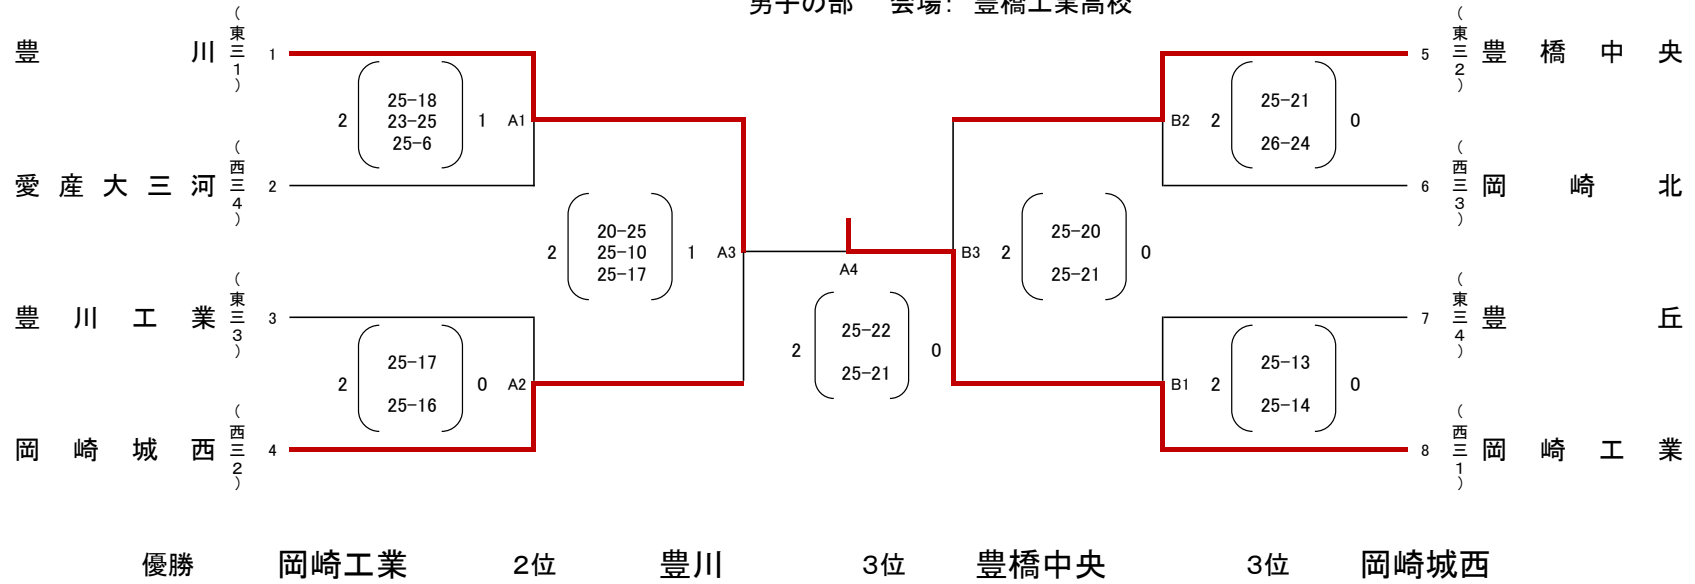 男子の部 会場: 豊橋工業高校
豊川 (東三1) 1
愛産大三河 (西三4) 2
豊川工業 (東三3) 3
岡崎城西 (西三2) 4
5 (東三2) 豊橋中央
6 (西三3) 岡崎北
7 (東三4) 豊丘
8 (西三1) 岡崎工業
2 25-18 1 A1
23-25
25-6
2 25-17 0 A2
25-16
2 20-25 1 A3
25-10
25-17
A4
2 25-22 0
25-21
B3 2 25-20 0
25-21
B2 2 25-21 0
26-24
B1 2 25-13 0
25-14
優勝 岡崎工業 2位 豊川 3位 豊橋中央 3位 岡崎城西